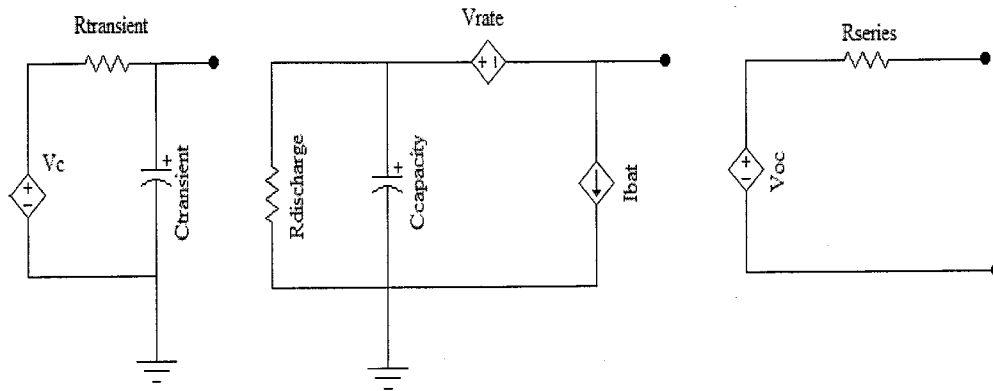 Rtransient
Vc
+
-
+
Ctransient
Vrate
+ -
Rdischarge
+
Ccapacity
Ibat
Rseries
+
-
Voc